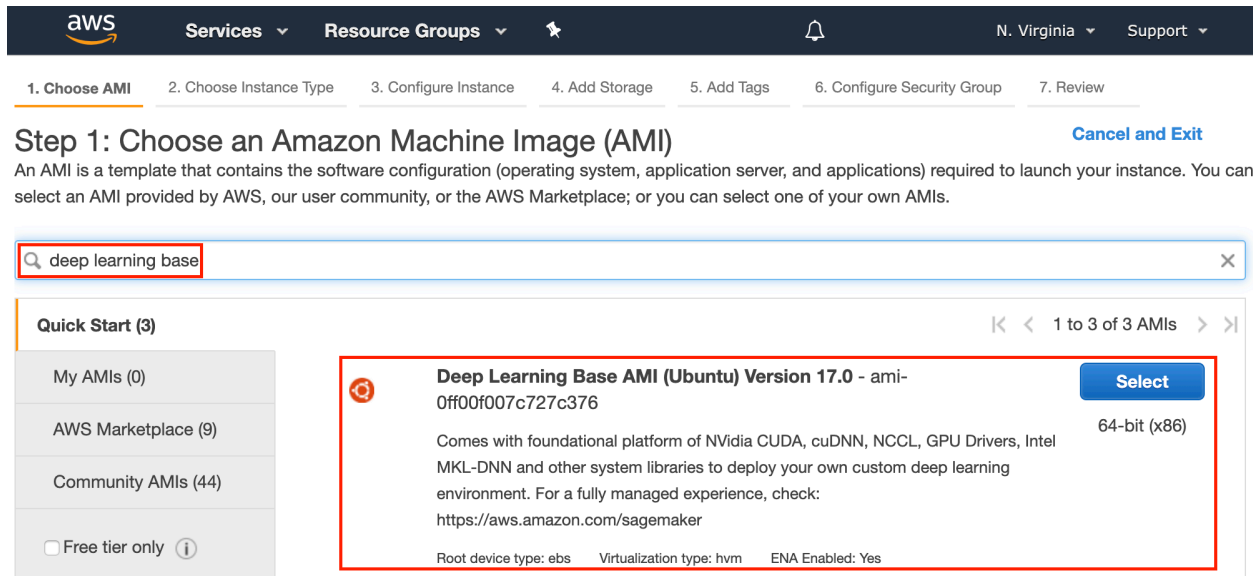 aws
Services Resource Groups N. Virginia Support
1. Choose AMI 2. Choose Instance Type 3. Configure Instance 4. Add Storage 5. Add Tags 6. Configure Security Group 7. Review
Step 1: Choose an Amazon Machine Image (AMI)
Cancel and Exit
An AMI is a template that contains the software configuration (operating system, application server, and applications) required to launch your instance. You can
select an AMI provided by AWS, our user community, or the AWS Marketplace; or you can select one of your own AMIs.
deep learning base
Quick Start (3)
1 to 3 of 3 AMIs
My AMIs (0)
AWS Marketplace (9)
Community AMIs (44)
Free tier only
Deep Learning Base AMI (Ubuntu) Version 17.0 - ami-
0ff00f007c727c376
Select
64-bit (x86)
Comes with foundational platform of NVidia CUDA, cuDNN, NCCL, GPU Drivers, Intel
MKL-DNN and other system libraries to deploy your own custom deep learning
environment. For a fully managed experience, check:
https://aws.amazon.com/sagemaker
Root device type: ebs Virtualization type: hvm ENA Enabled: Yes